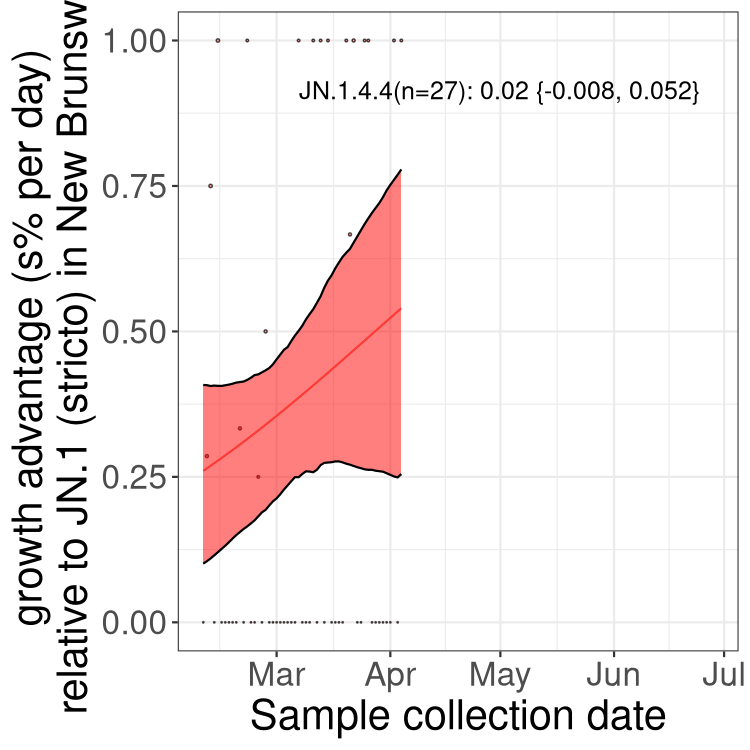 growth advantage (s% per day)
relative to JN.1 (stricto) in New Brunsw
1.00
0.75
0.50
0.25
0.00
JN.1.4.4(n=27): 0.02 {-0.008, 0.052}
Mar Apr May Jun Jul
Sample collection date